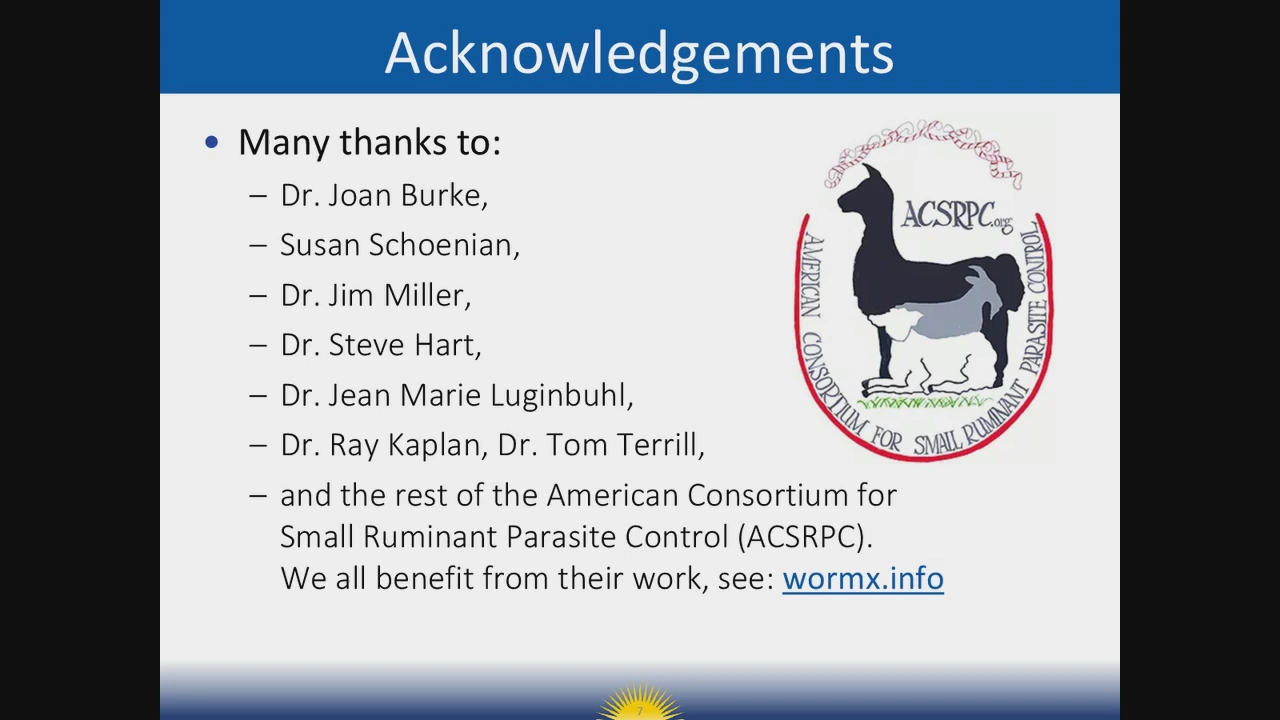 Acknowledgements
• Many thanks to:
– Dr. Joan Burke,
– Susan Schoenian,
– Dr. Jim Miller,
– Dr. Steve Hart,
– Dr. Jean Marie Luginbuhl,
– Dr. Ray Kaplan, Dr. Tom Terrill,
– and the rest of the American Consortium for
Small Ruminant Parasite Control (ACSRPC).
We all benefit from their work, see: wormx.info
ACSRPC.org
AMERICAN CONSORTIUM FOR SMALL RUMINANT PARASITE CONTROL
7